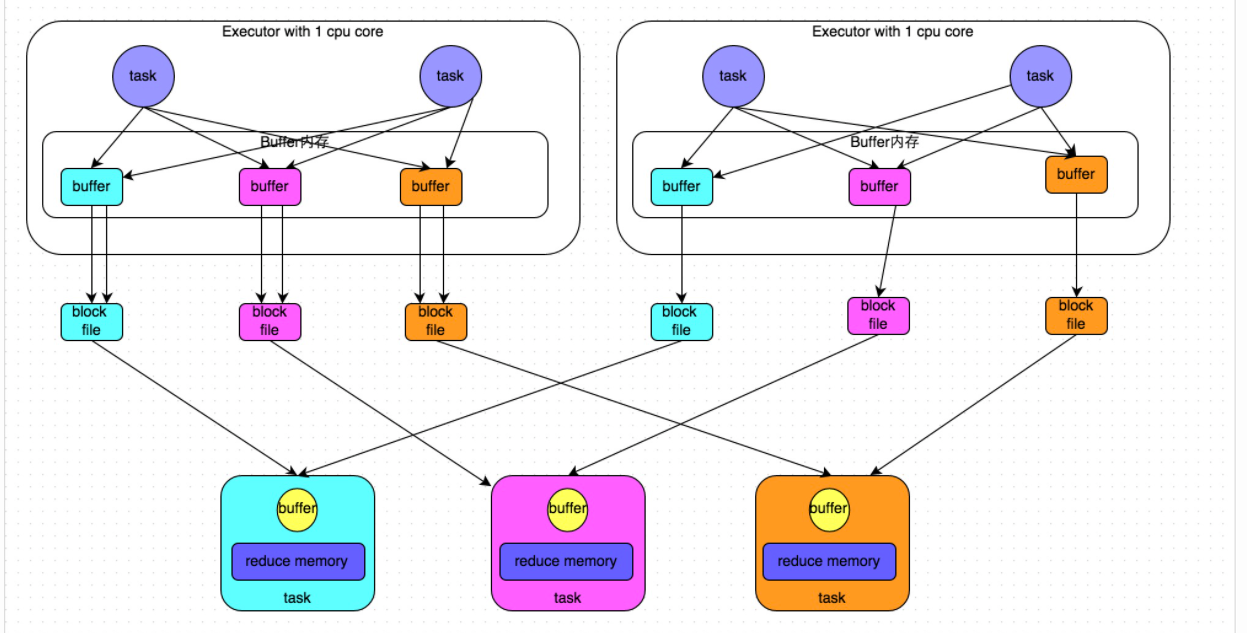 Executor with 1 cpu core
Executor with 1 cpu core
task
task
task
task
Buffer内存
Buffer内存
buffer
buffer
buffer
buffer
buffer
buffer
block
file
block
file
block
file
block
file
block
file
block
file
buffer
buffer
buffer
reduce memory
reduce memory
reduce memory
task
task
task